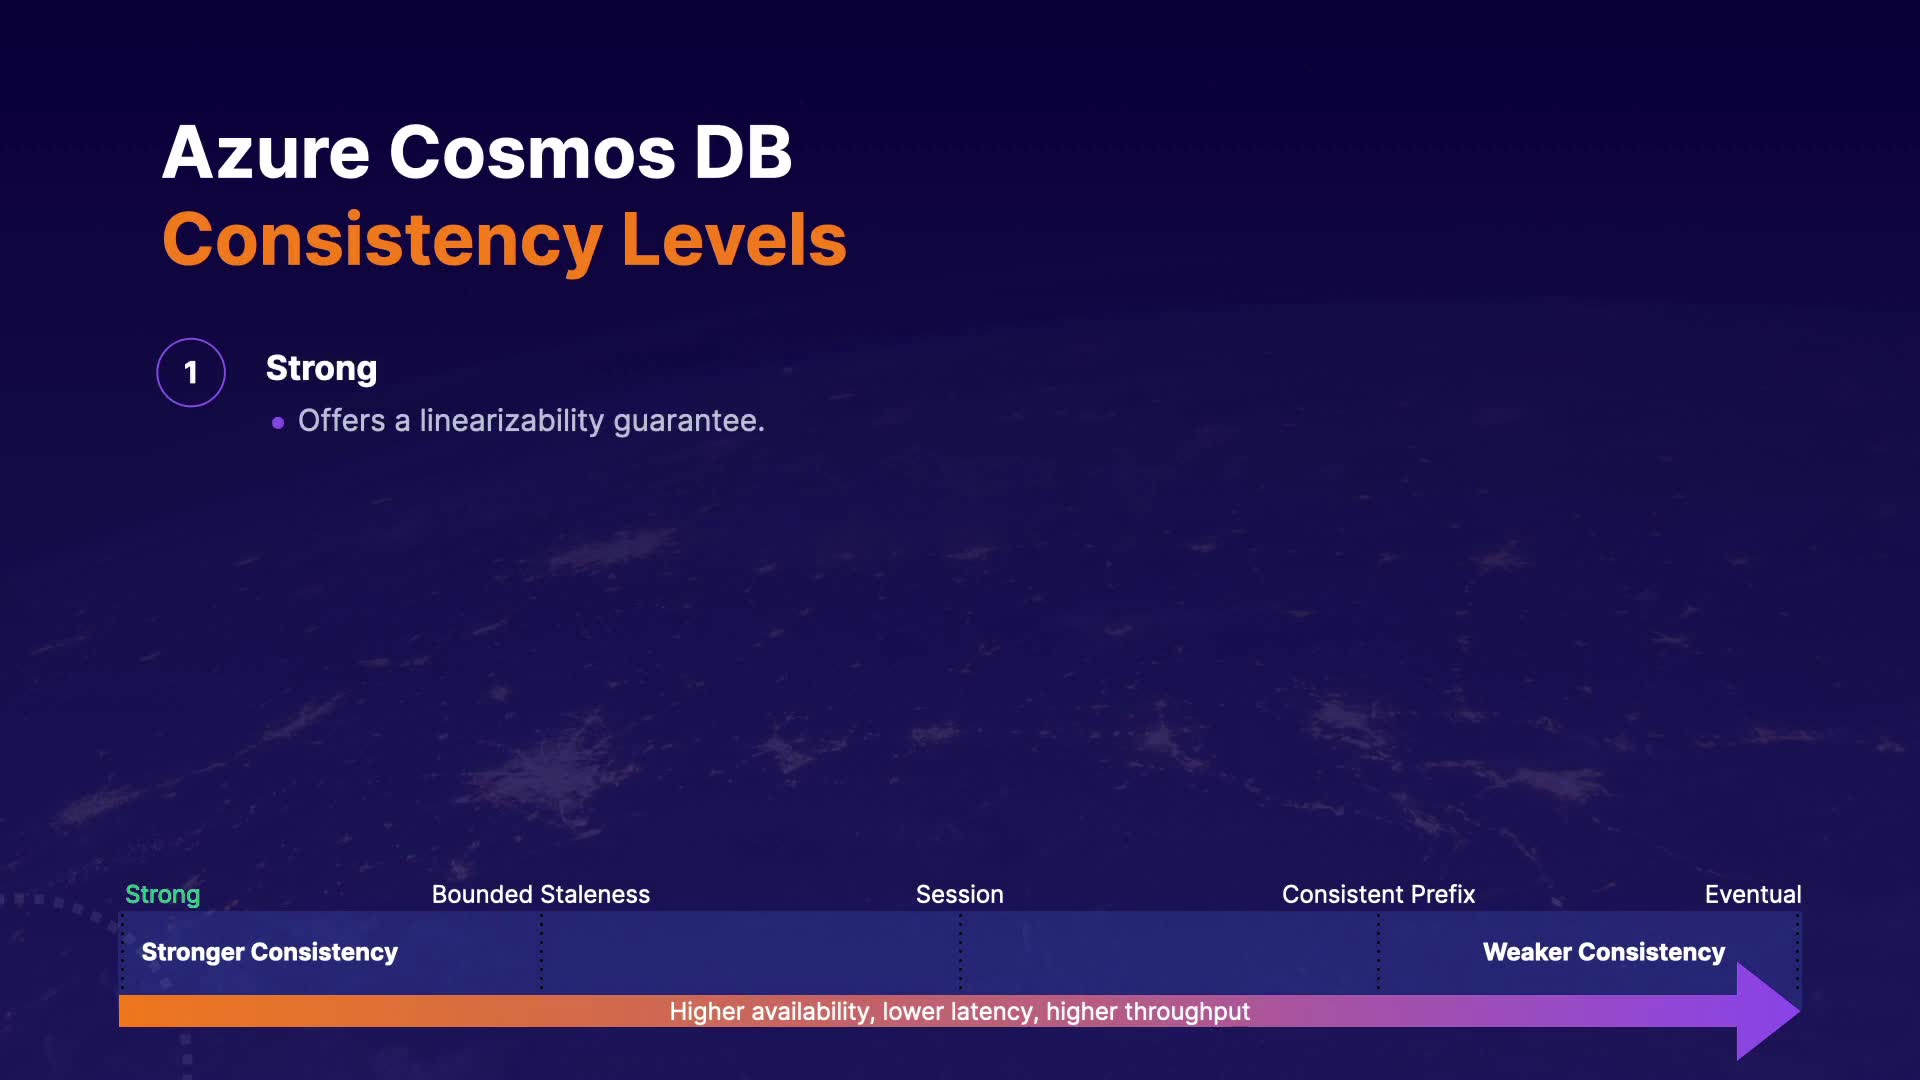 Azure Cosmos DB
Consistency Levels
1
Strong
Offers a linearizability guarantee.
Strong
Bounded Staleness
Session
Consistent Prefix
Eventual
Stronger Consistency
Weaker Consistency
Higher availability, lower latency, higher throughput